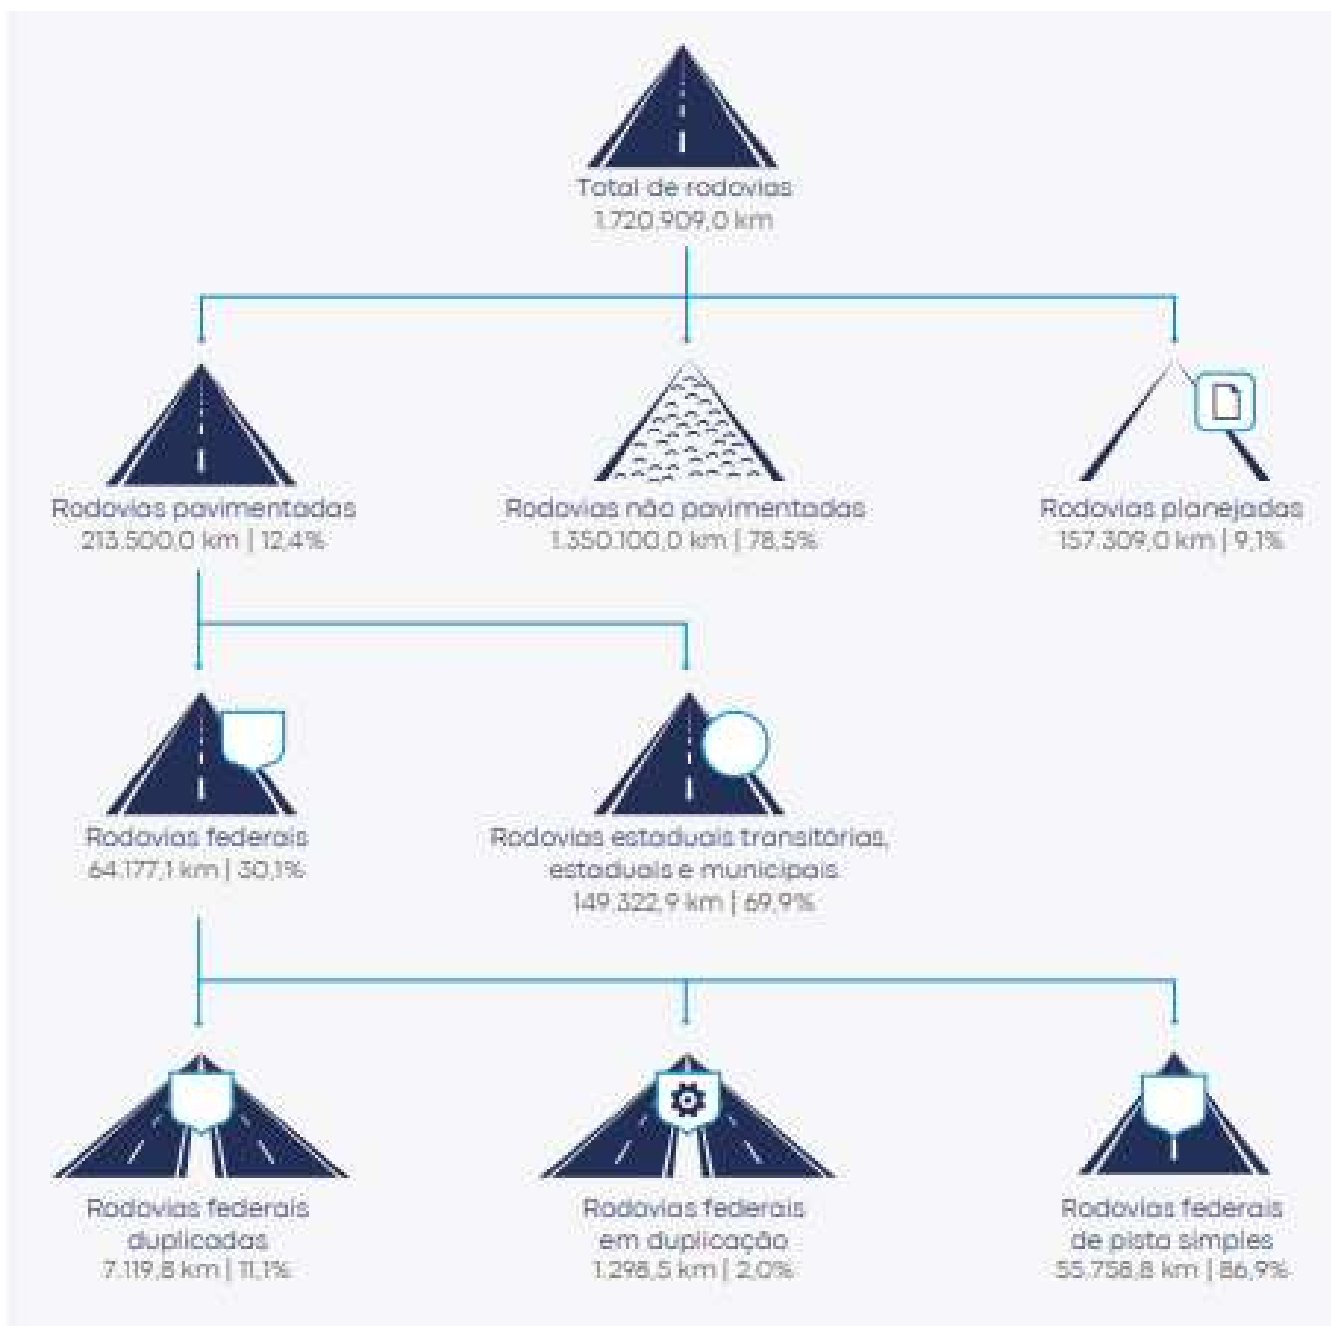 Total de rodovias
1.720.909,0 km
Rodovias pavimentadas
213.500,0 km | 12,4%
Rodovias não pavimentadas
1.350.100,0 km | 78,5%
Rodovias planejadas
157.309,0 km | 9,1%
Rodovias federais
64.177,1 km | 30,1%
Rodovias estaduais transitórias,
estaduais e municipais
149.322,9 km | 69,9%
Rodovias federais
duplicadas
7.119,8 km | 11,1%
Rodovias federais
em duplicação
1.298,5 km | 2,0%
Rodovias federais
de pista simples
55.758,8 km | 86,9%